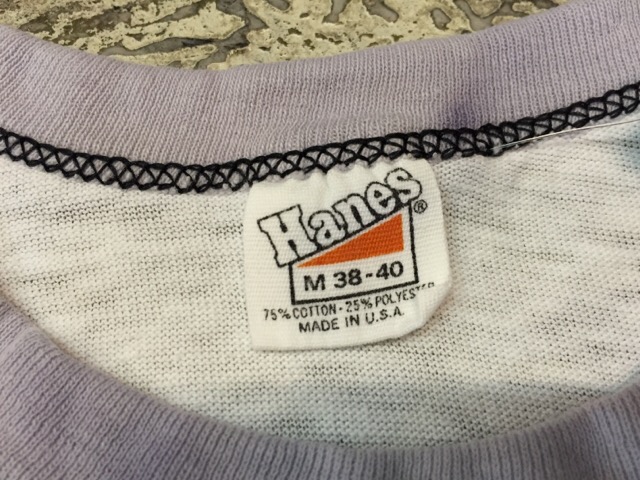 Hanes®
M 38-40
75% COTTON-25% POLYESTER
MADE IN U.S.A.